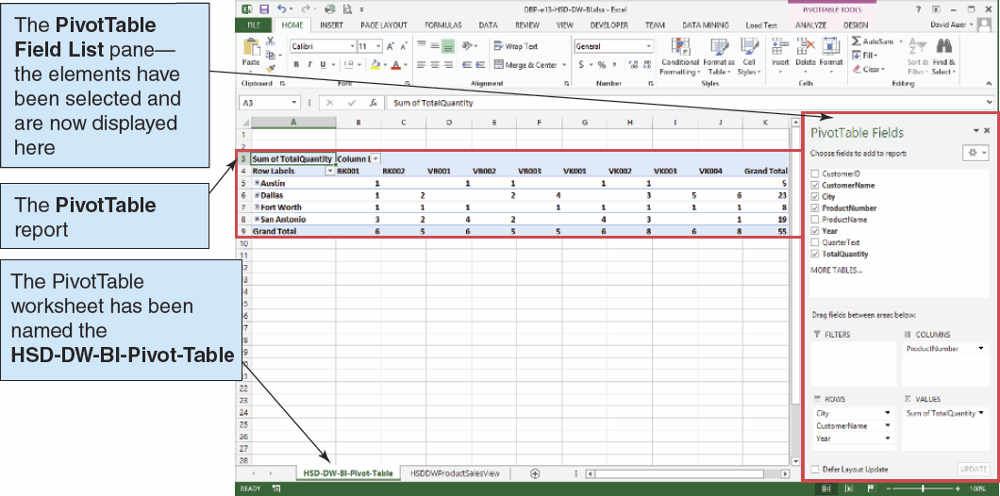 The PivotTable
Field List pane—
the elements have
been selected and
are now displayed
here
The PivotTable
report
The PivotTable
worksheet has been
named the
HSD-DW-BI-Pivot-Table
DBP-e13-HSD-DW-BI.xlsx - Excel
PIVOTTABLE TOOLS
FILE HOME INSERT PAGE LAYOUT FORMULAS DATA REVIEW VIEW DEVELOPER TEAM DATA MINING Load Test ANALYZE DESIGN David Auer
Paste
Calibri 11
B I U
Wrap Text
Merge & Center
General
$ % ,
Conditional Formatting
Format as Table
Cell Styles
Insert Delete Format
AutoSum
Fill
Clear
Sort & Filter
Find & Select
Clipboard Font Alignment Number Styles Cells Editing
A3 fx Sum of TotalQuantity
A B C D E F G H I J K
1
2
3 Sum of TotalQuantity Column L
4 Row Labels BK001 BK002 VB001 VB002 VB003 VK001 VK002 VK003 VK004 Grand Total
5 Austin 1 1 1 1 1 5
6 Dallas 1 2 2 4 3 5 6 23
7 Fort Worth 1 1 1 1 1 1 1 1 8
8 San Antonio 3 2 4 2 4 3 1 19
9 Grand Total 6 5 6 5 5 6 8 6 8 55
10
11
22
23
24
25
26
27
28
PivotTable Fields
Choose fields to add to report:
CustomerID
CustomerName
City
ProductNumber
ProductName
Year
QuarterText
TotalQuantity
MORE TABLES...
Drag fields between areas below:
FILTERS
COLUMNS
ProductNumber
ROWS
City
CustomerName
Year
VALUES
Sum of TotalQuantity
Defer Layout Update UPDATE
HSD-DW-BI-Pivot-Table HSDDWProductSalesView
READY 100%